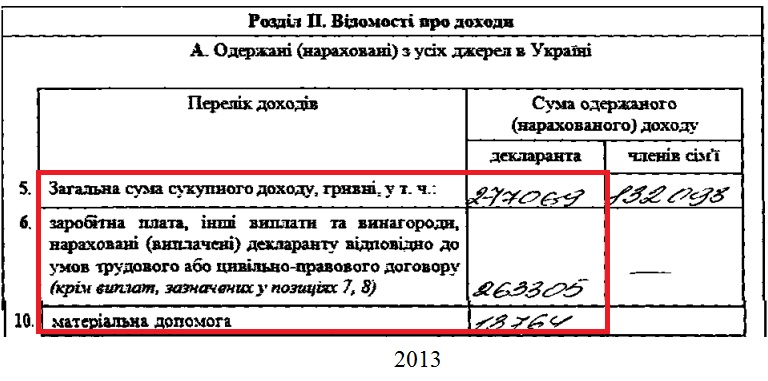 Розділ II. Відомості про доходи
А. Одержані (нараховані) з усіх джерел в Україні
Перелік доходів
Сума одержаного
(нарахованого) доходу
декларанта
членів сім'ї
5. Загальна сума сукупного доходу, гривні, у т. ч.: 277069 132093
6. заробітна плата, інші виплати та винагороди,
нараховані (виплачені) декларанту відповідно до
умов трудового або цивільно-правового договору
(крім виплат, зазначених у позиціях 7, 8) 263305 —
10. матеріальна допомога 13764
2013